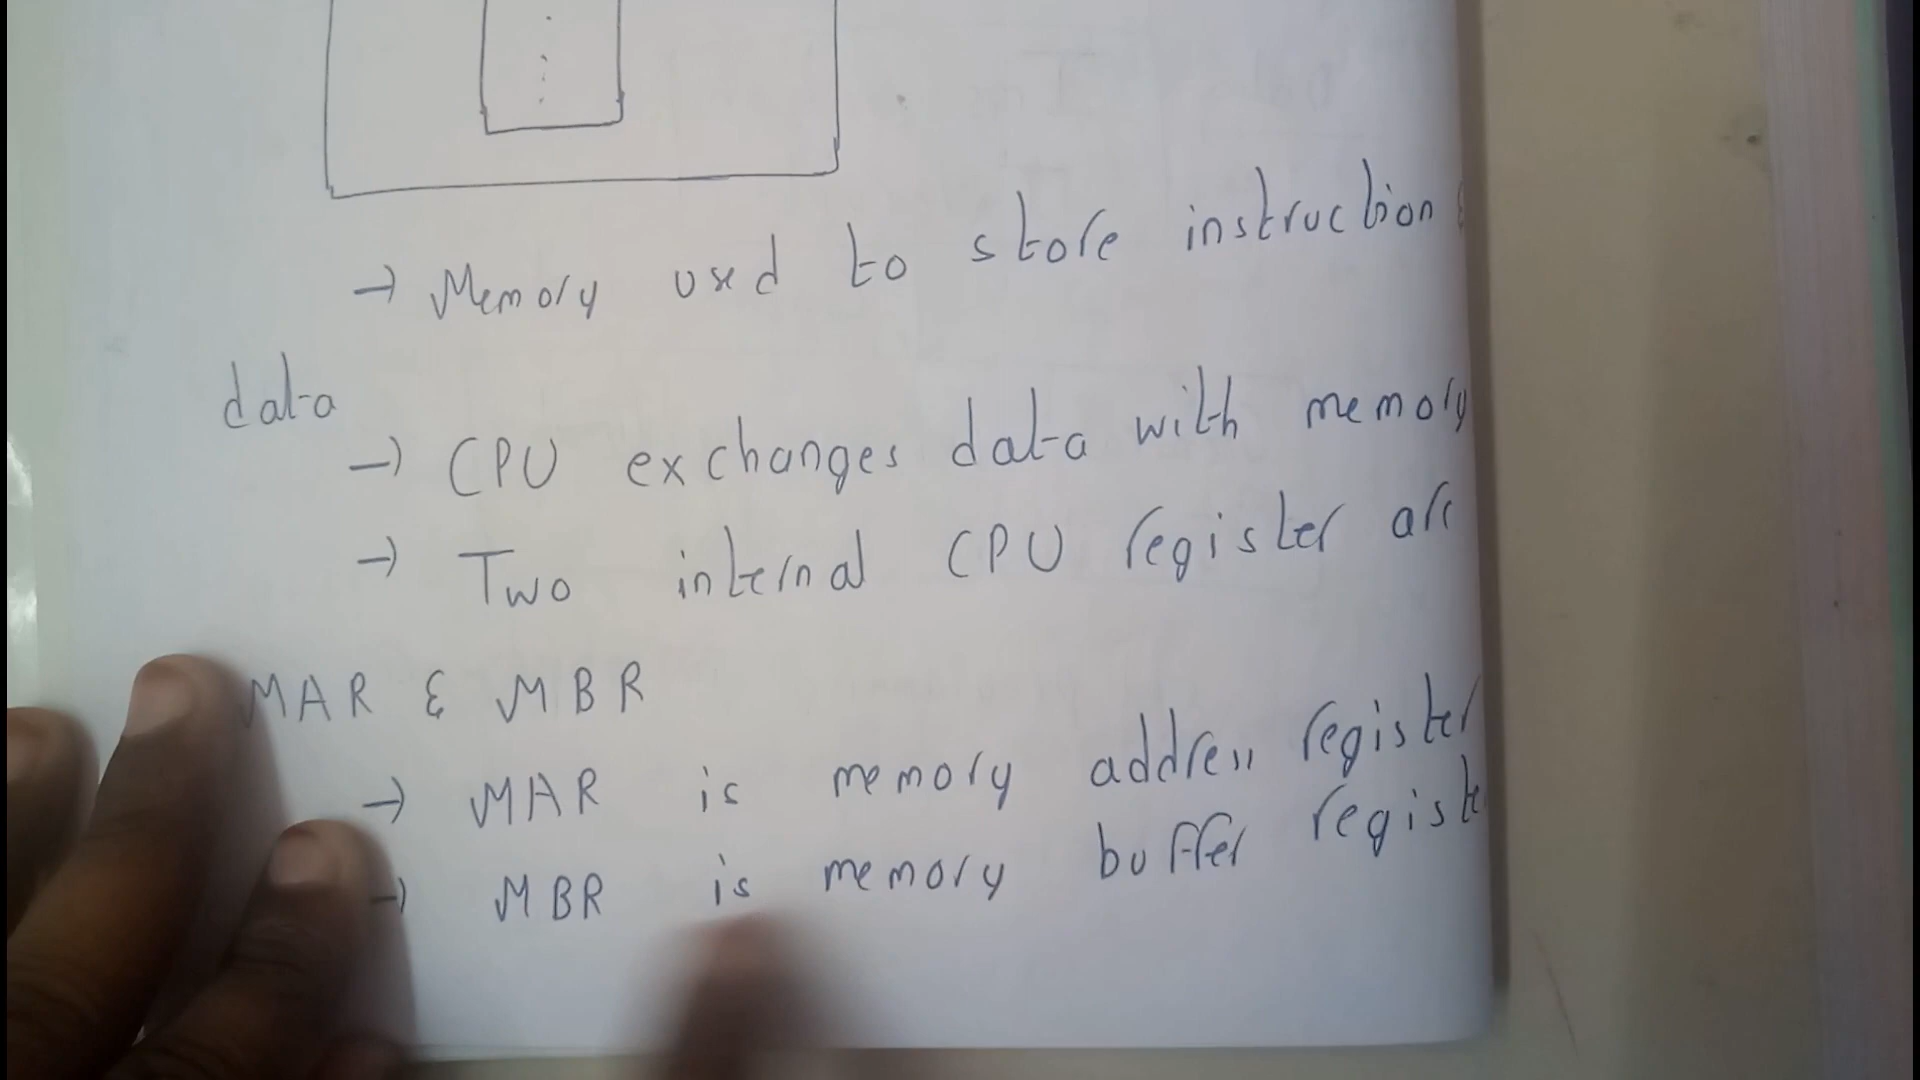 → Memory used to store instruction
data
→ CPU exchanges data with memory
→ Two internal CPU register are
MAR & MBR
→ MAR is memory address register
→ MBR is memory buffer registe